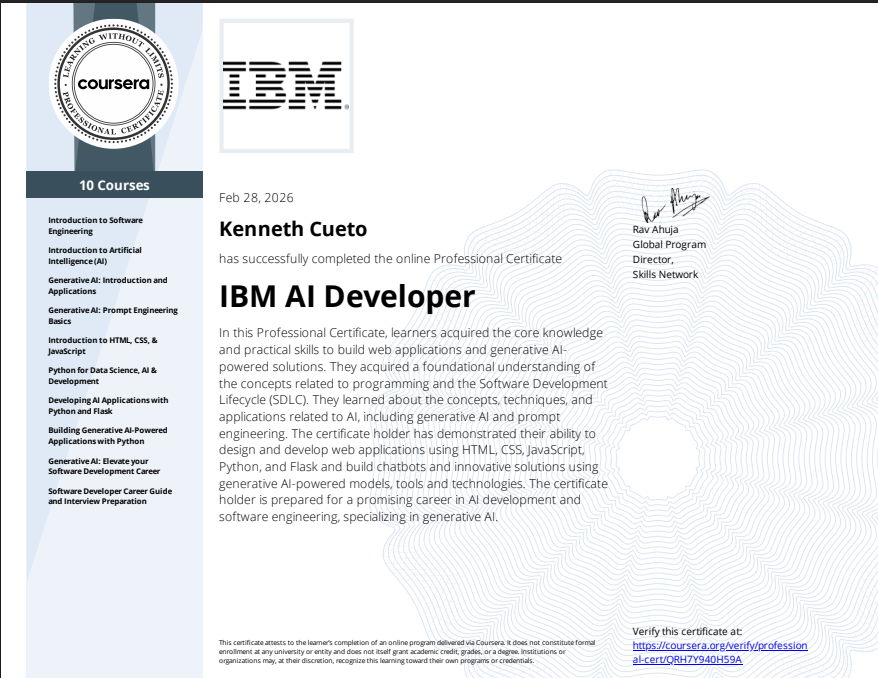 LEARNING WITHOUT LIMITS
coursera
PROFESSIONAL CERTIFICATE
IBM®
10 Courses
Introduction to Software
Engineering
Introduction to Artificial
Intelligence (AI)
Generative AI: Introduction and
Applications
Generative AI: Prompt Engineering
Basics
Introduction to HTML, CSS, &
JavaScript
Python for Data Science, AI &
Development
Developing AI Applications with
Python and Flask
Building Generative AI-Powered
Applications with Python
Generative AI: Elevate your
Software Development Career
Software Developer Career Guide
and Interview Preparation
Feb 28, 2026
Kenneth Cueto
has successfully completed the online Professional Certificate
IBM AI Developer
In this Professional Certificate, learners acquired the core knowledge
and practical skills to build web applications and generative AI-
powered solutions. They acquired a foundational understanding of
the concepts related to programming and the Software Development
Lifecycle (SDLC). They learned about the concepts, techniques, and
applications related to AI, including generative AI and prompt
engineering. The certificate holder has demonstrated their ability to
design and develop web applications using HTML, CSS, JavaScript,
Python, and Flask and build chatbots and innovative solutions using
generative AI-powered models, tools and technologies. The certificate
holder is prepared for a promising career in AI development and
software engineering, specializing in generative AI.
Rav Ahuja
Rav Ahuja
Global Program
Director,
Skills Network
This certificate attests to the learner's completion of an online program delivered via Coursera. It does not constitute formal
enrollment at any university or entity and does not itself grant academic credit, grades, or a degree. Institutions or
organizations may, at their discretion, recognize this learning toward their own programs or credentials.
Verify this certificate at:
https://coursera.org/verify/profession
al-cert/QRH7Y940H59A